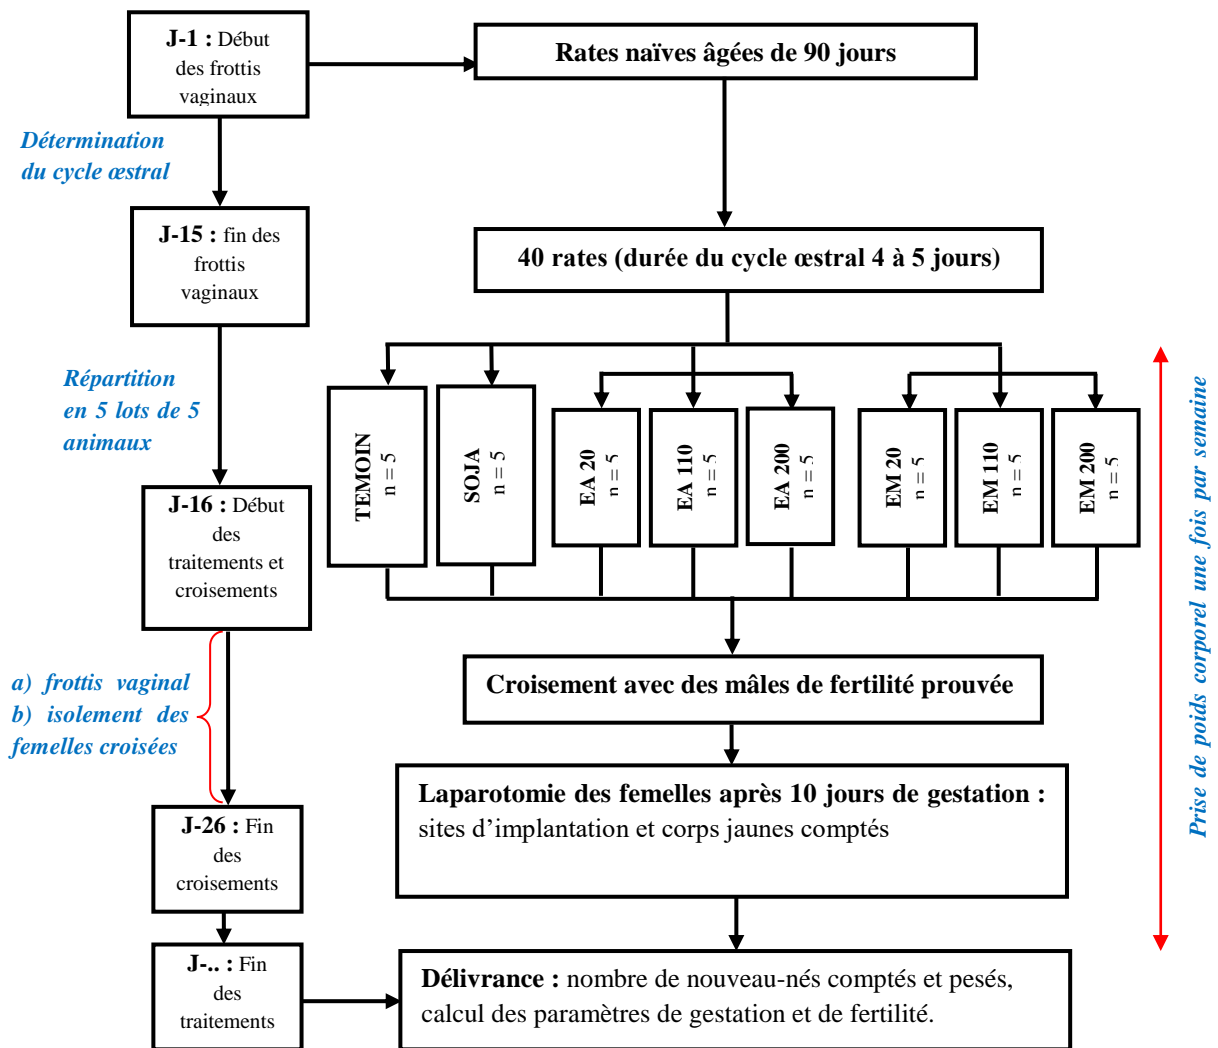 J-1 : Début
des frottis
vaginaux
Rates naïves âgées de 90 jours
Détermination
du cycle œstral
J-15 : fin des
frottis
vaginaux
40 rates (durée du cycle œstral 4 à 5 jours)
Répartition
en 5 lots de 5
animaux
TEMOIN
n = 5
SOJA
n = 5
EA 20
n = 5
EA 110
n = 5
EA 200
n = 5
EM 20
n = 5
EM 110
n = 5
EM 200
n = 5
Prise de poids corporel une fois par semaine
J-16 : Début
des
traitements et
croisements
a) frottis vaginal
b) isolement des
femelles croisées
Croisement avec des mâles de fertilité prouvée
Laparotomie des femelles après 10 jours de gestation :
sites d’implantation et corps jaunes comptés
J-26 : Fin
des
croisements
J-.. : Fin
des
traitements
Délivrance : nombre de nouveau-nés comptés et pesés,
calcul des paramètres de gestation et de fertilité.